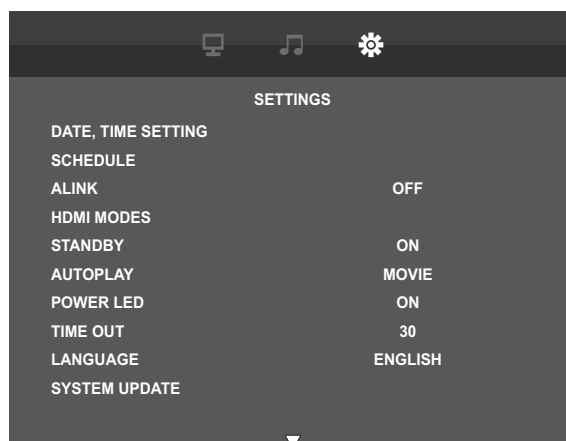 SETTINGS
DATE, TIME SETTING
SCHEDULE
ALINK OFF
HDMI MODES
STANDBY ON
AUTOPLAY MOVIE
POWER LED ON
TIME OUT 30
LANGUAGE ENGLISH
SYSTEM UPDATE